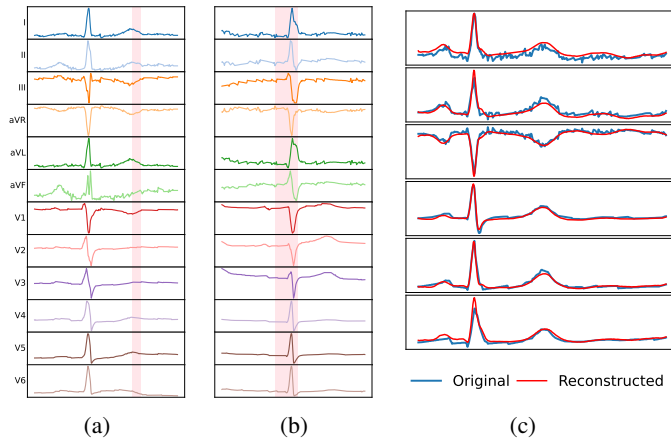 I
II
III
aVR
aVL
aVF
V1
V2
V3
V4
V5
V6
Original
Reconstructed
(a)
(b)
(c)